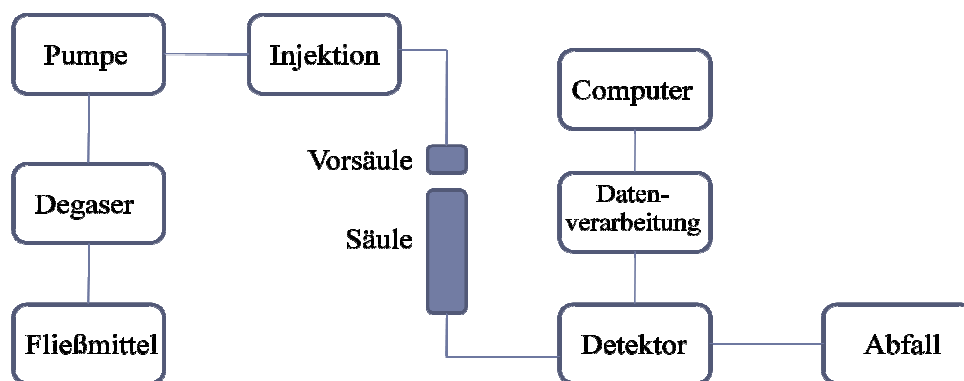 Pumpe
Injektion
Computer
Vorsäule
Degaser
Daten-
verarbeitung
Säule
Fließmittel
Detektor
Abfall